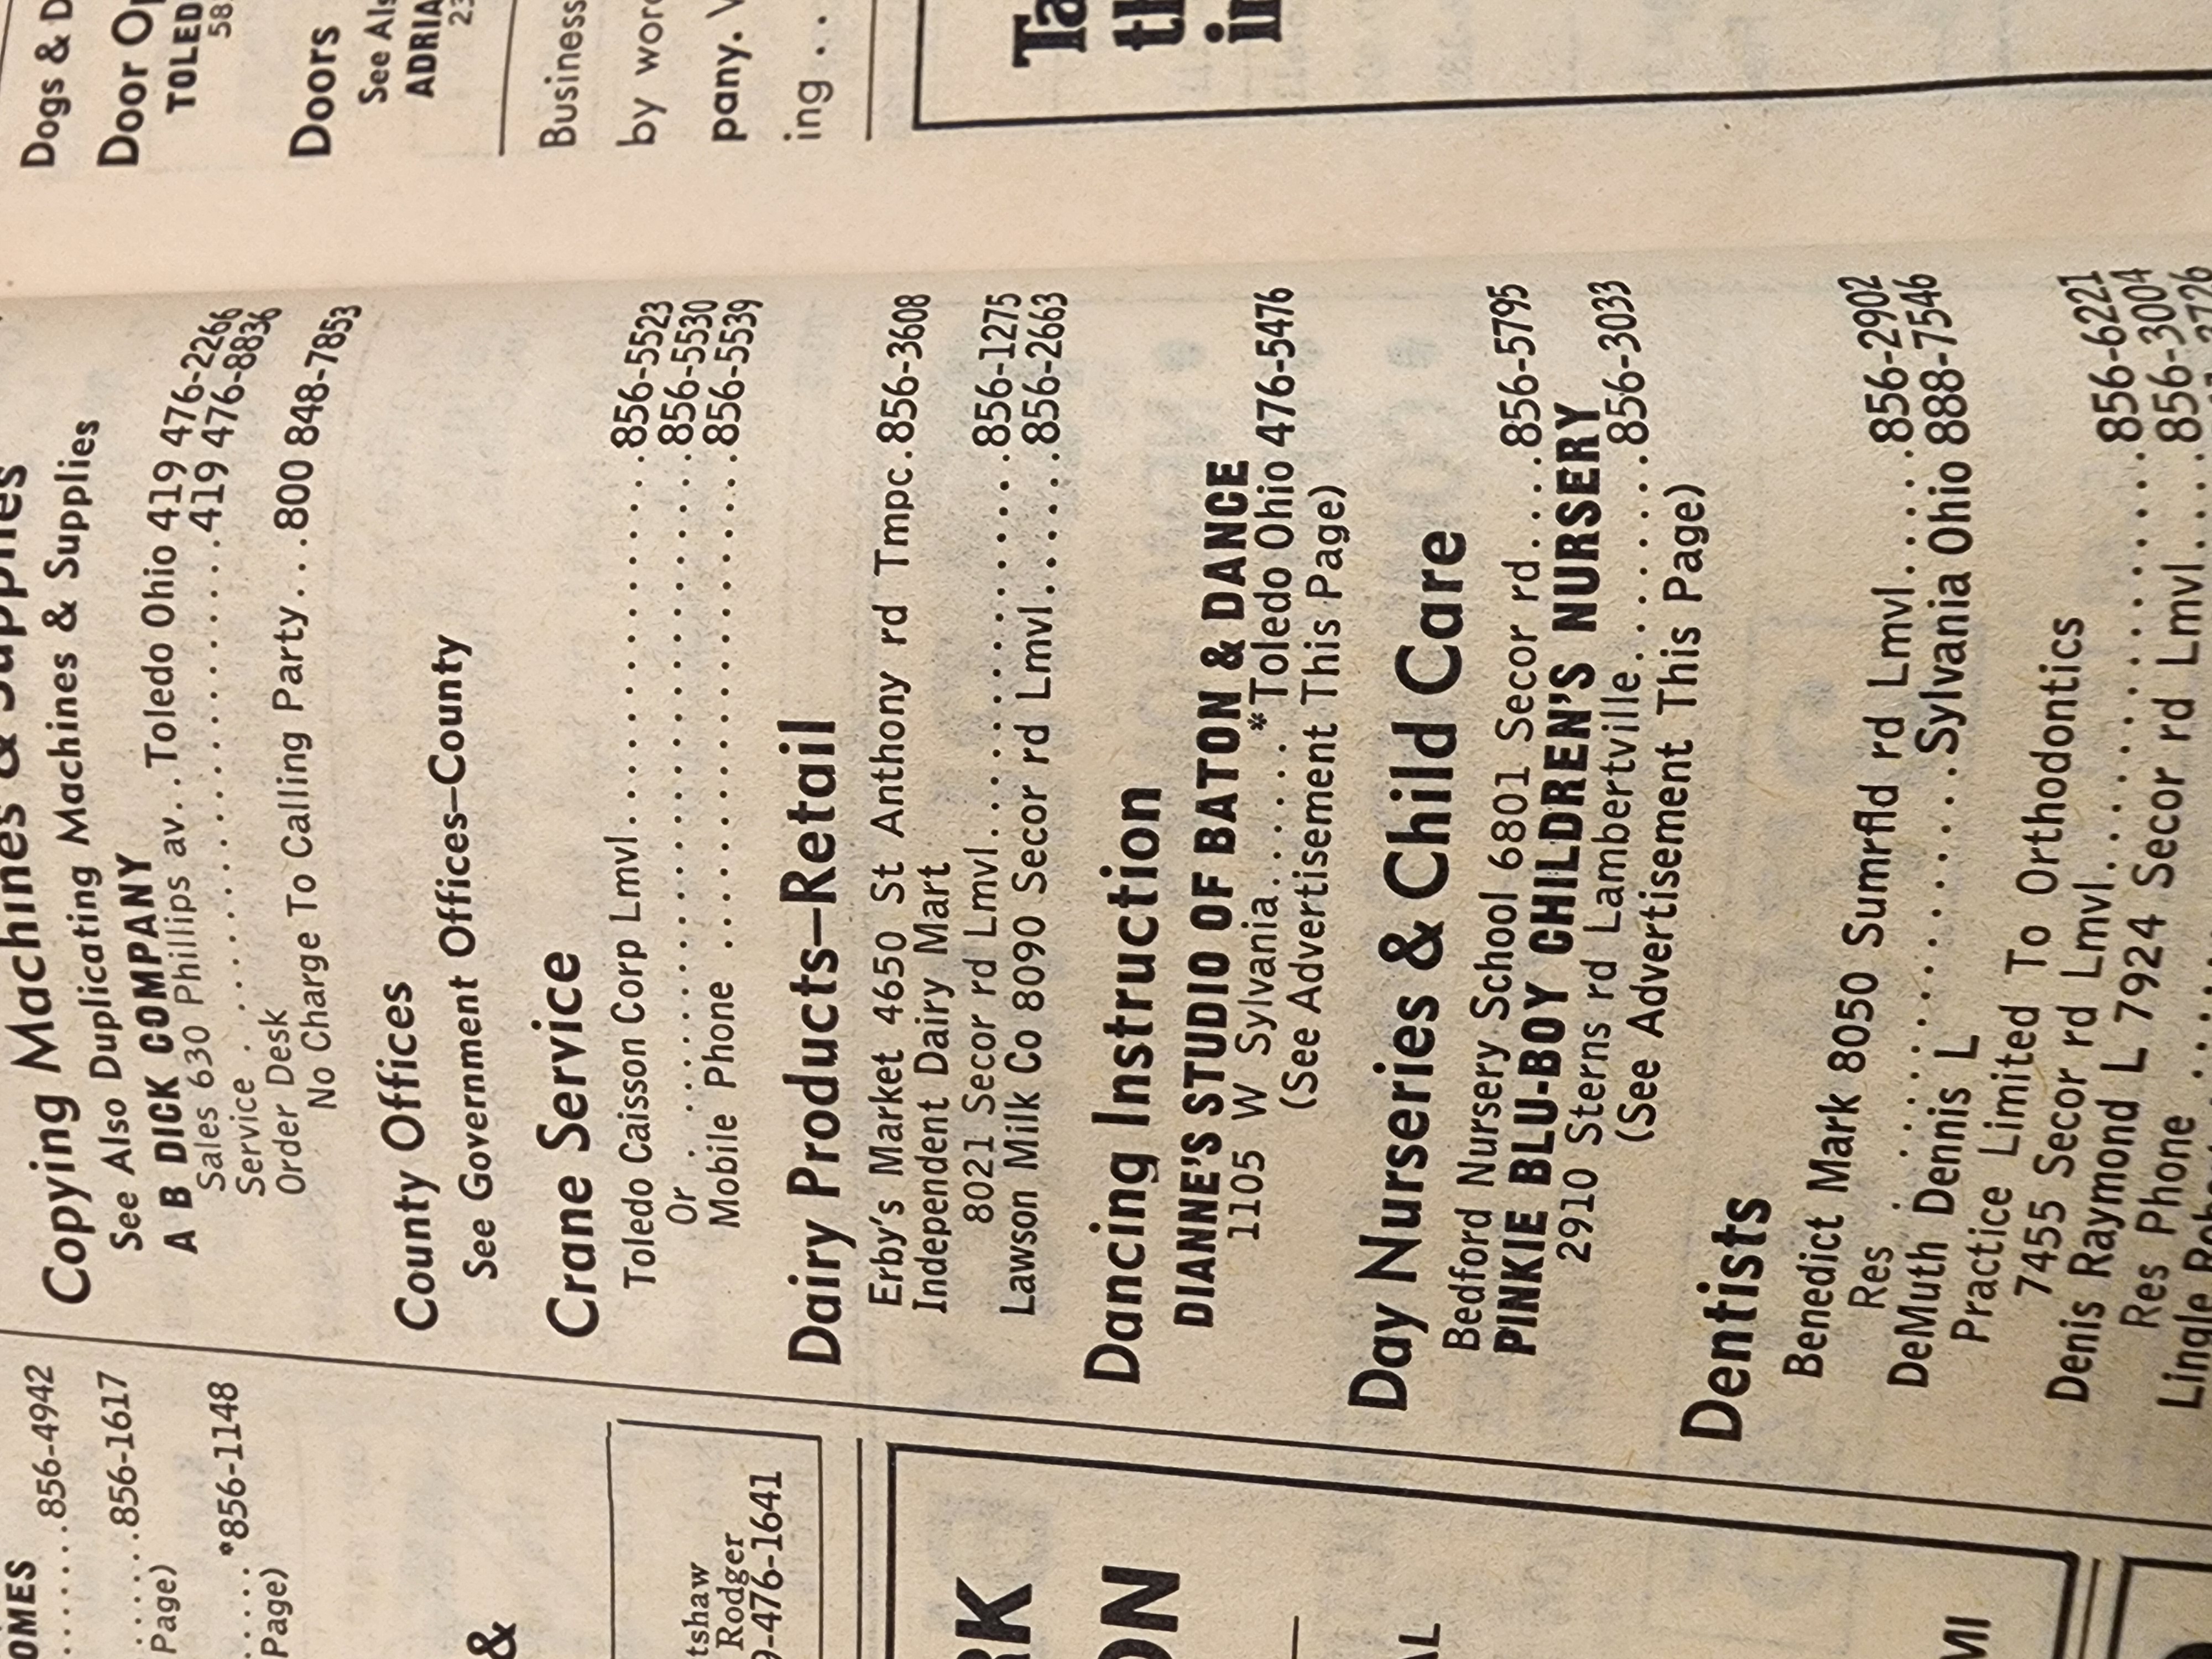 OMES
.......856-4942
.....856-1617
Page)
.....*856-1148
Page)
&
tshaw
Rodger
9-476-1641
RK
ON
AL
MI
Machines & Supplies
Copying Machines & Supplies
See Also Duplicating Machines & Supplies
A B DICK COMPANY
Sales 630 Phillips av..Toledo Ohio 419 476-2266
Service ..................419 476-8836
Order Desk
No Charge To Calling Party...800 848-7853
County Offices
See Government Offices—County
Crane Service
Toledo Caisson Corp Lmvl..................856-5523
Or ..................856-5530
Mobile Phone ..................856-5539
Dairy Products—Retail
Erby's Market 4650 St Anthony rd Tmpc.856-3608
Independent Dairy Mart
8021 Secor rd Lmvl..................856-1275
Lawson Milk Co 8090 Secor rd Lmvl.......856-2663
Dancing Instruction
DIANNE'S STUDIO OF BATON & DANCE
1105 W Sylvania.......*Toledo Ohio 476-5476
(See Advertisement This Page)
Day Nurseries & Child Care
Bedford Nursery School 6801 Secor rd.....856-5795
PINKIE BLU-BOY CHILDREN'S NURSERY
2910 Sterns rd Lambertville.........856-3033
(See Advertisement This Page)
Dentists
Benedict Mark 8050 Sumrfld rd Lmvl......856-2902
Res ..................Sylvania Ohio 888-7546
DeMuth Dennis L
Practice Limited To Orthodontics
7455 Secor rd Lmvl..................856-6221
Denis Raymond L 7924 Secor rd Lmvl.....856-3004
Res Phone
Dogs & D
Door Op
TOLED
58
Doors
See Als
ADRIA
23
Business
by word
pany. V
ing . .
Ta
th
in